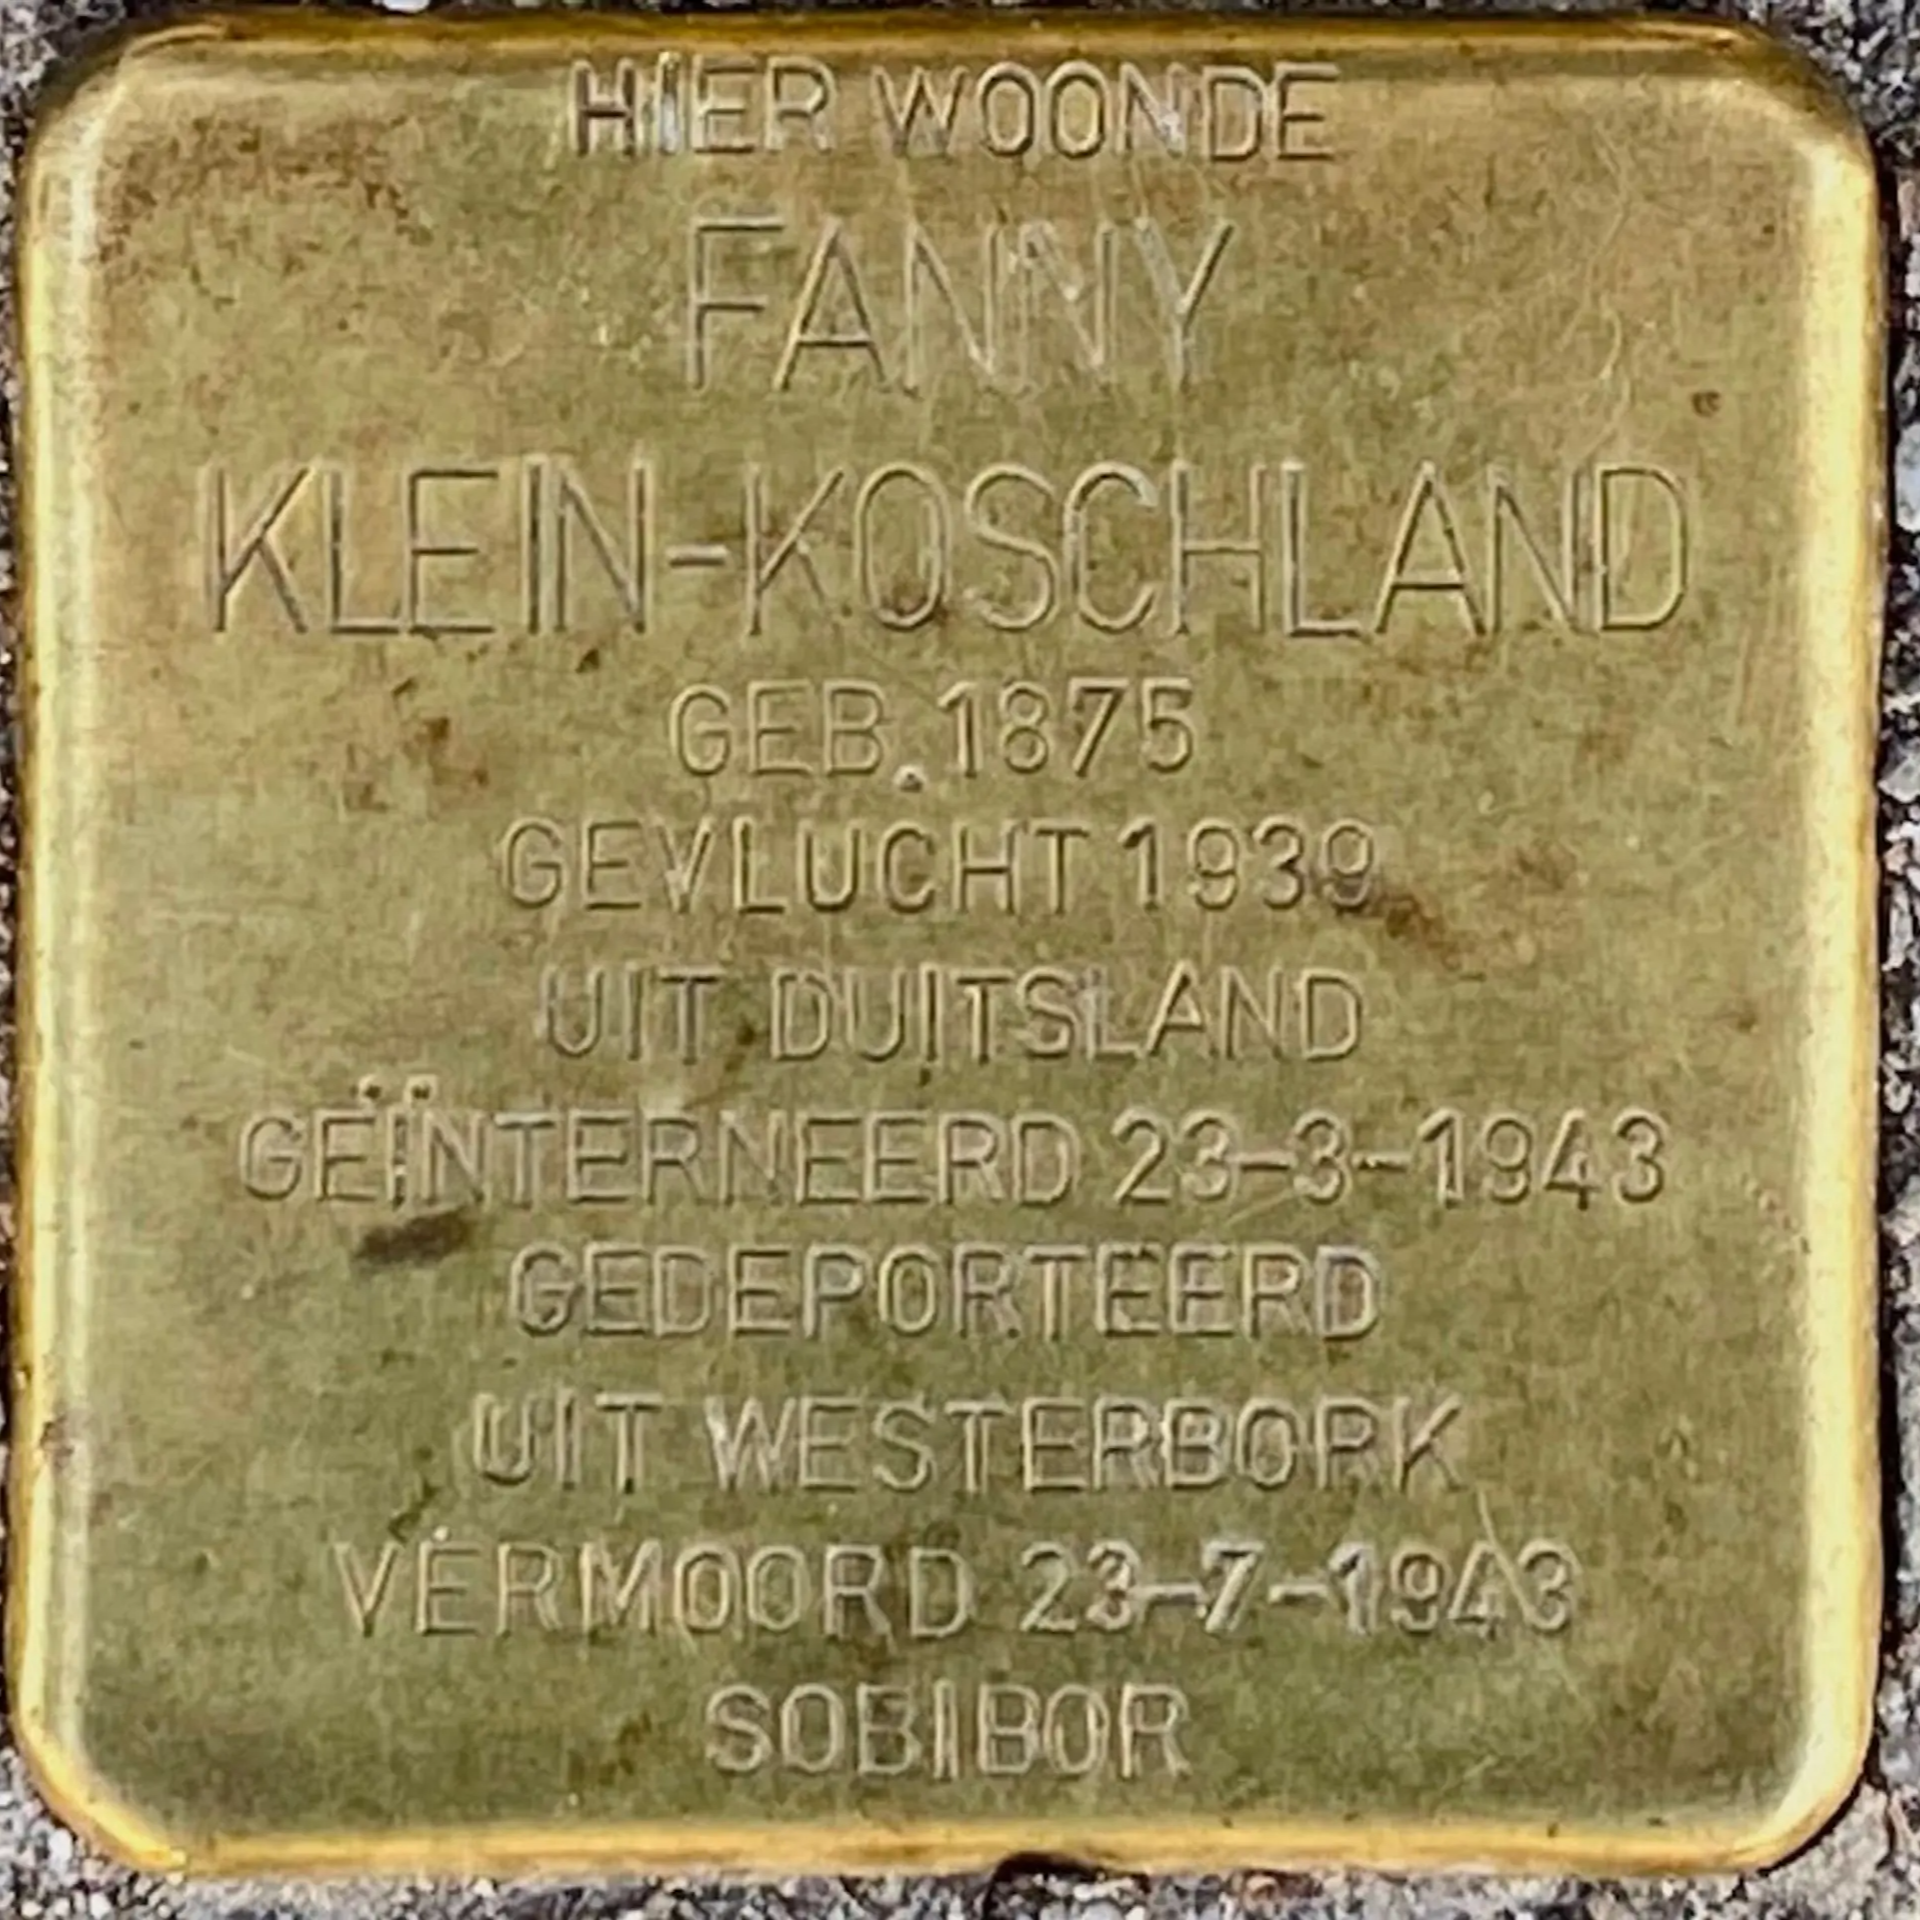 HIER WOONDE
FANNY
KLEIN-KOSCHLAND
GEB. 1875
GEVLUCHT 1939
UIT DUITSLAND
GEÏNTERNEERD 23-3-1943
GEDEPORTEERD
UIT WESTERBORK
VERMOORD 23-7-1943
SOBIBOR